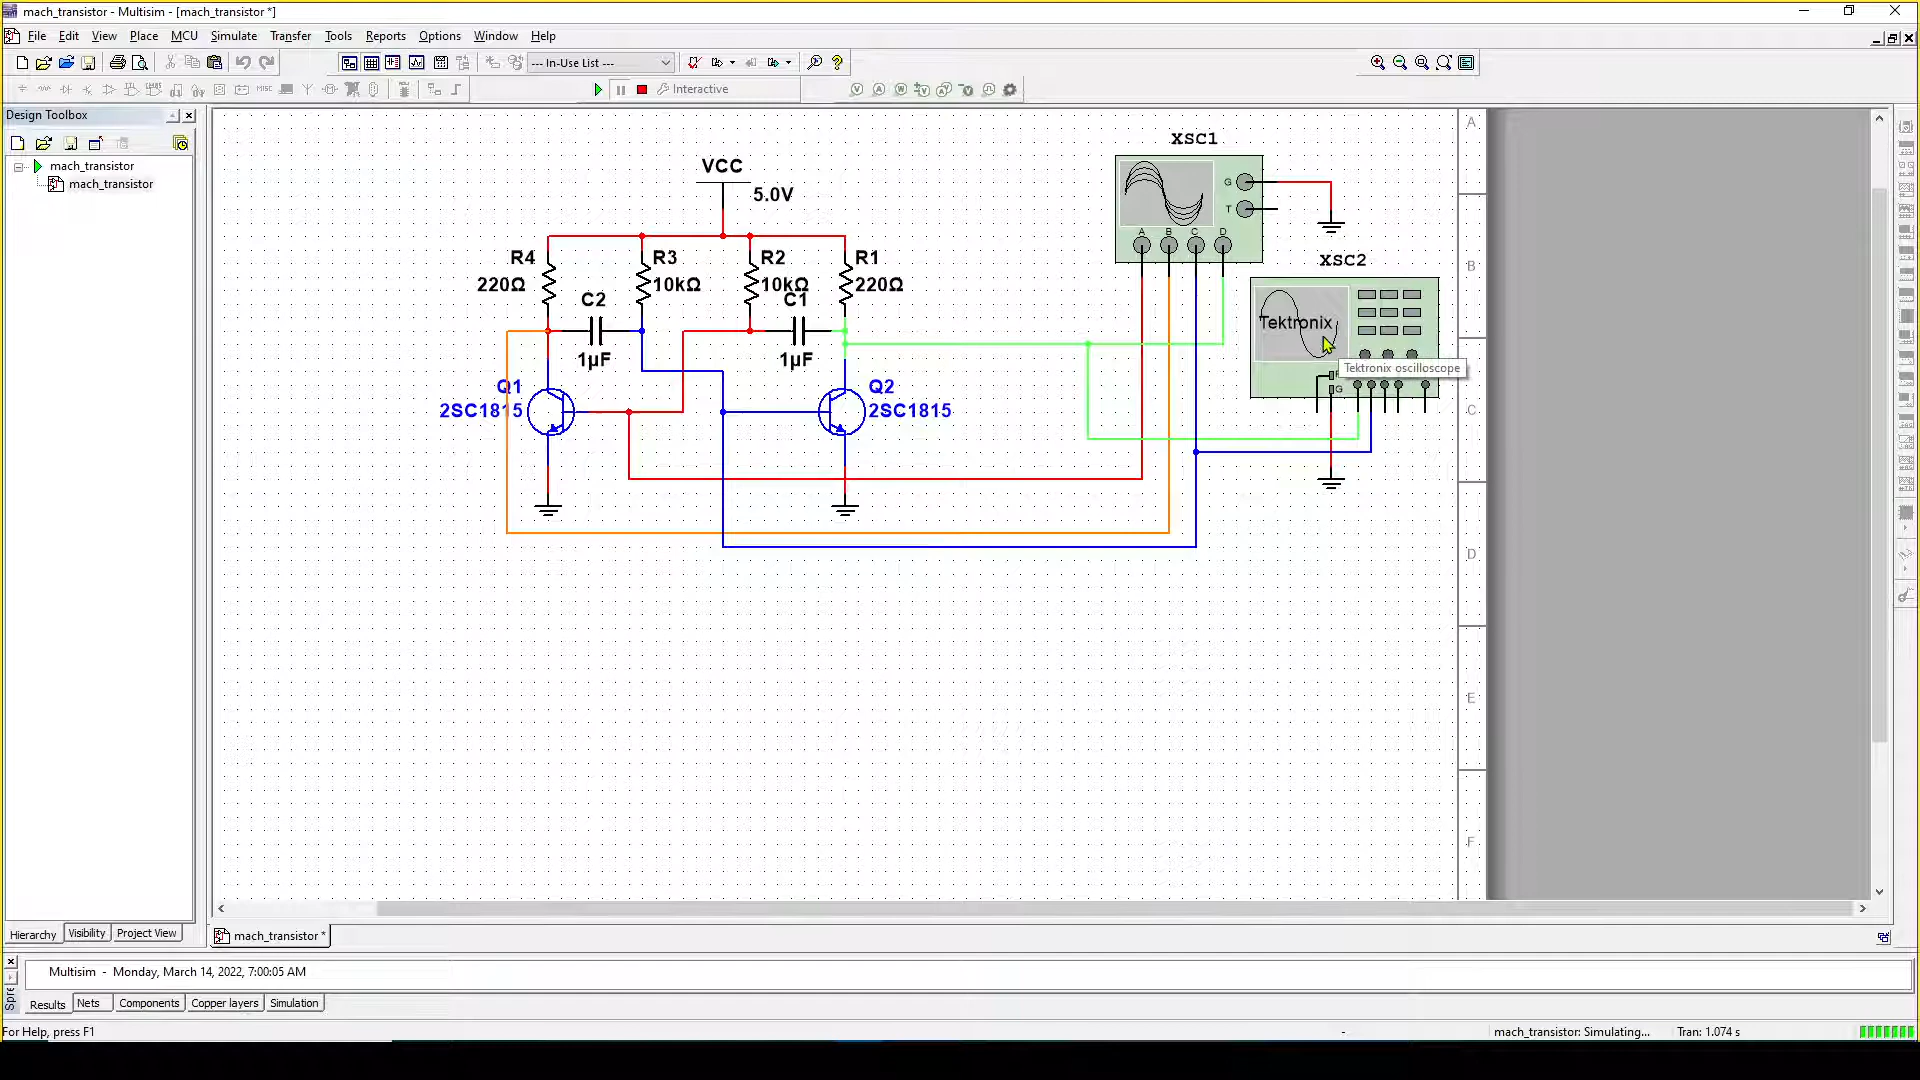 mach_transistor - Multisim - [mach_transistor *]
File Edit View Place MCU Simulate Transfer Tools Reports Options Window Help
--- In-Use List ---
Interactive
Design Toolbox
mach_transistor
mach_transistor
VCC
5.0V
R4
220Ω
R3
10kΩ
R2
10kΩ
R1
220Ω
C2
1µF
C1
1µF
Q1
2SC1815
Q2
2SC1815
XSC1
G
T
A B C D
XSC2
Tektronix
P
G
Tektronix oscilloscope
A
B
C
D
E
F
Hierarchy Visibility Project View
mach_transistor *
Multisim - Monday, March 14, 2022, 7:00:05 AM
Spre
Results Nets Components Copper layers Simulation
For Help, press F1
-
mach_transistor: Simulating...
Tran: 1.074 s